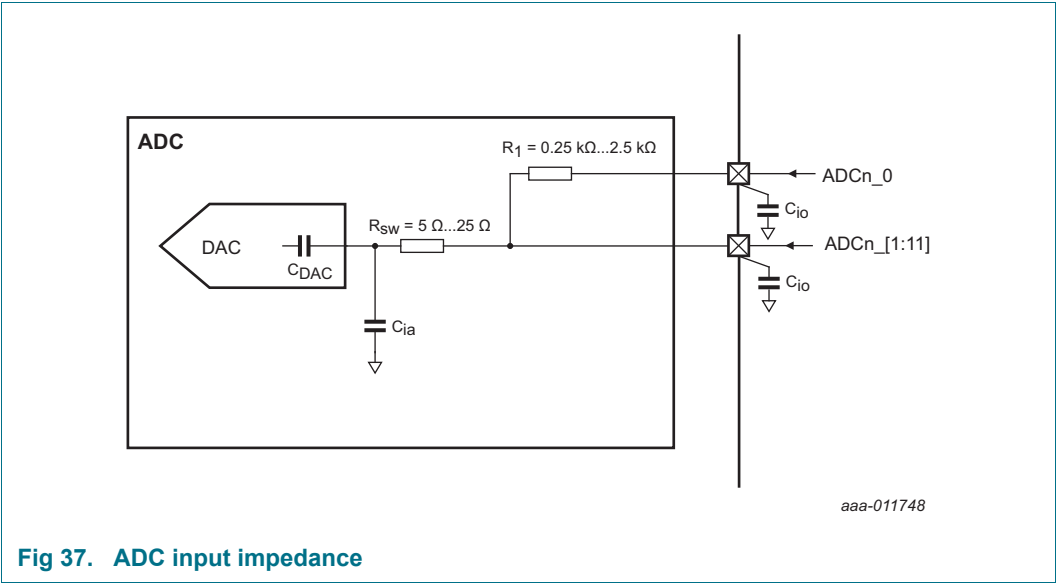 ADC
R1 = 0.25 kΩ...2.5 kΩ
ADCn_0
Cio
Rsw = 5 Ω...25 Ω
DAC
CDAC
ADCn_[1:11]
Cio
Cia
aaa-011748
Fig 37. ADC input impedance